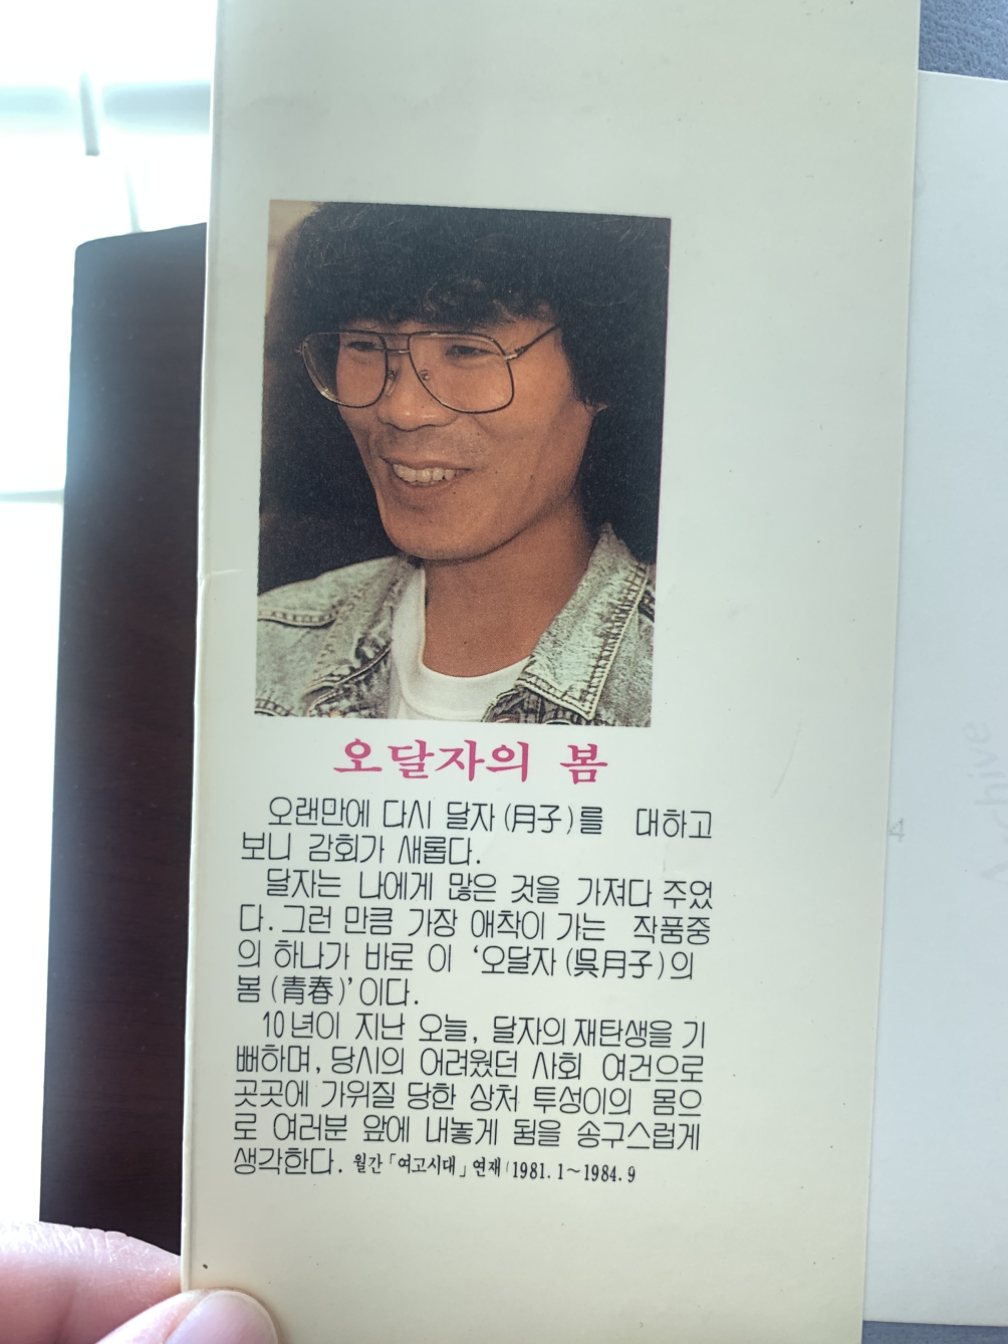 오달자의 봄
오랜만에 다시 달자(月子)를 대하고
보니 감회가 새롭다.
달자는 나에게 많은 것을 가져다 주었
다. 그런 만큼 가장 애착이 가는 작품중
의 하나가 바로 이 ‘오달자(吳月子)의
봄(青春)’이다.
10년이 지난 오늘, 달자의 재탄생을 기
뻐하며, 당시의 어려웠던 사회 여건으로
곳곳에 가위질 당한 상처 투성이의 몸으
로 여러분 앞에 내놓게 됨을 송구스럽게
생각한다. 월간「여고시대」연재/1981. 1~1984. 9
4
Archive